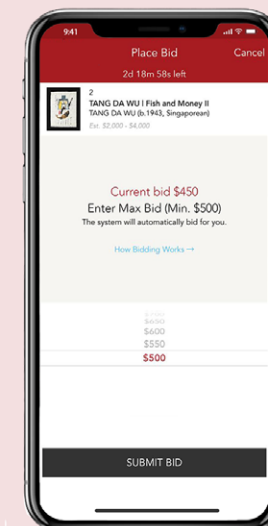 9:41
Place Bid
Cancel
2d 18m 58s left
2
TANG DA WU | Fish and Money II
TANG DA WU (b.1943, Singaporean)
Est. $2,000 - $4,000
Current bid $450
Enter Max Bid (Min. $500)
The system will automatically bid for you.
How Bidding Works →
$650
$600
$550
$500
SUBMIT BID